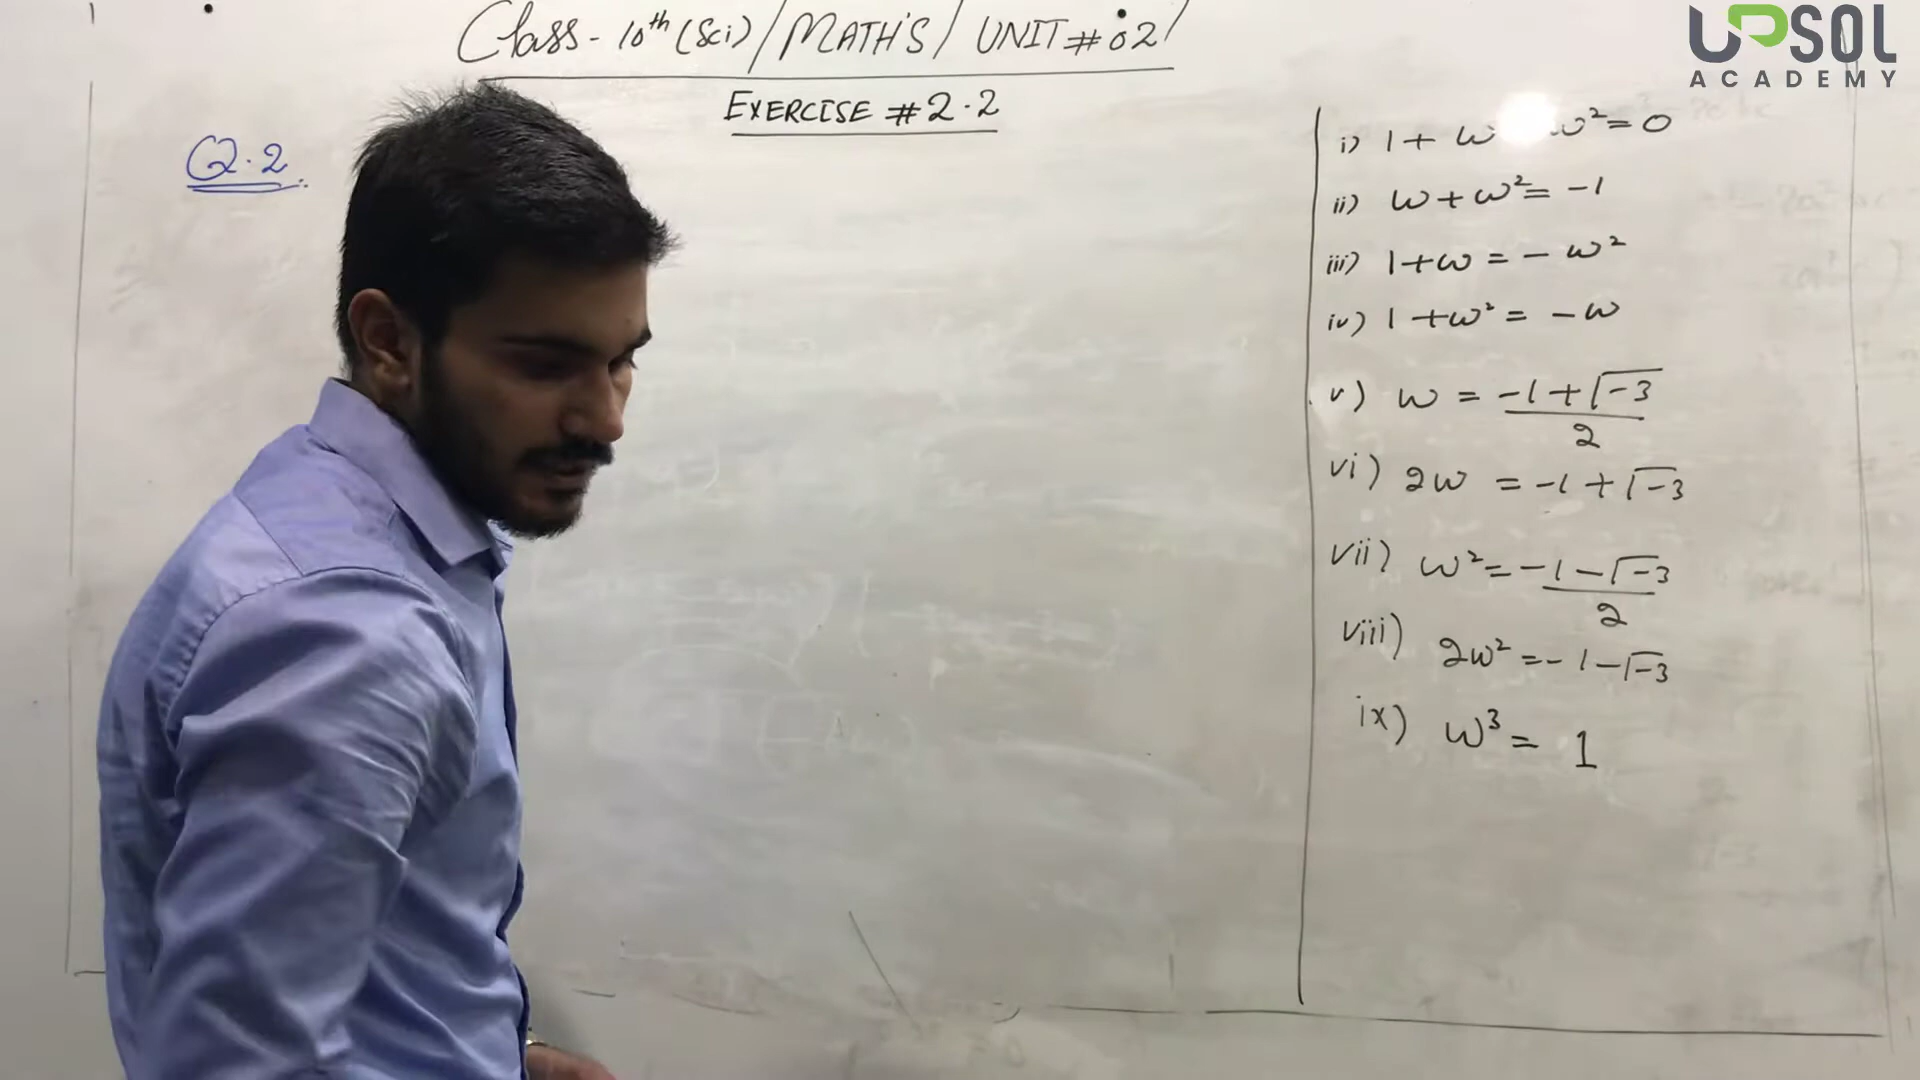 Class - 10th (Sci) / MATH'S / UNIT # 02 /
UPSOL
ACADEMY
EXERCISE # 2.2
Q.2
i) 1 + ω ω² = 0
ii) ω + ω² = -1
iii) 1 + ω = - ω²
iv) 1 + ω² = - ω
v) ω = -1 + √-3 / 2
vi) 2ω = -1 + √-3
vii) ω² = -1 - √-3 / 2
viii) 2ω² = -1 - √-3
ix) ω³ = 1